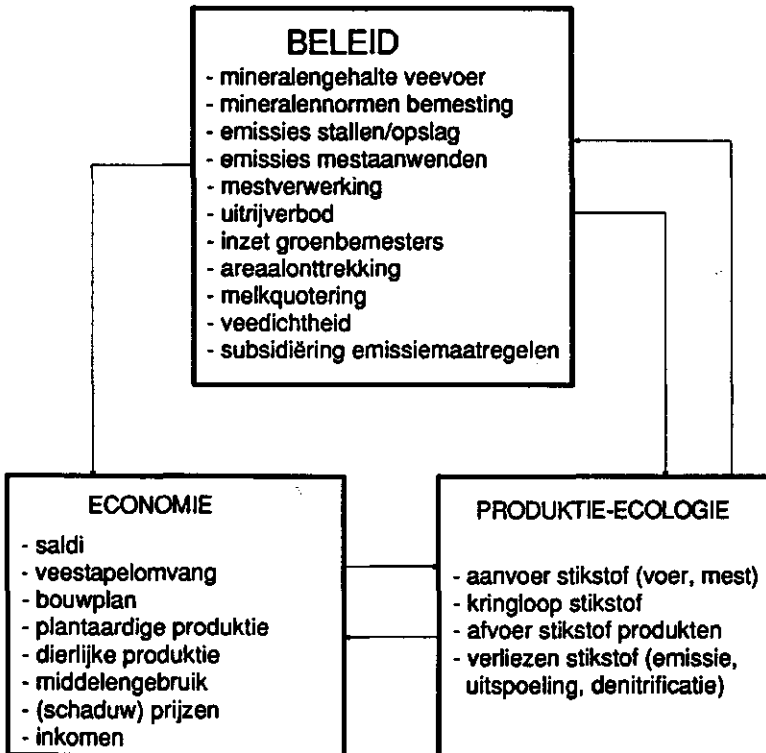 BELEID
- mineralengehalte veevoer
- mineralennormen bemesting
- emissies stallen/opslag
- emissies mestaanwenden
- mestverwerking
- uitrijverbod
- inzet groenbemesters
- areaalonttrekking
- melkquotering
- veedichtheid
- subsidiëring emissiemaatregelen
ECONOMIE
- saldi
- veestapelomvang
- bouwplan
- plantaardige produktie
- dierlijke produktie
- middelengebruik
- (schaduw) prijzen
- inkomen
PRODUKTIE-ECOLOGIE
- aanvoer stikstof (voer, mest)
- kringloop stikstof
- afvoer stikstof produkten
- verliezen stikstof (emissie,
uitspoeling, denitrificatie)